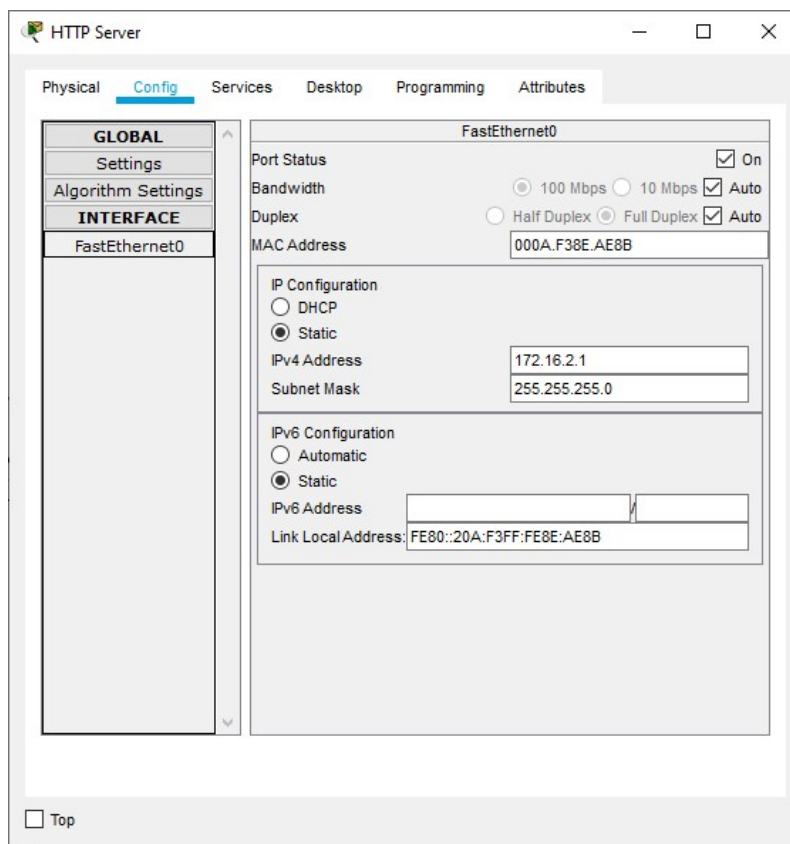 HTTP Server
Physical Config Services Desktop Programming Attributes
GLOBAL
Settings
Algorithm Settings
INTERFACE
FastEthernet0
FastEthernet0
Port Status On
Bandwidth 100 Mbps 10 Mbps Auto
Duplex Half Duplex Full Duplex Auto
MAC Address 000A.F38E.AE8B
IP Configuration
DHCP
Static
IPv4 Address 172.16.2.1
Subnet Mask 255.255.255.0
IPv6 Configuration
Automatic
Static
IPv6 Address /
Link Local Address: FE80::20A:F3FF:FE8E:AE8B
Top